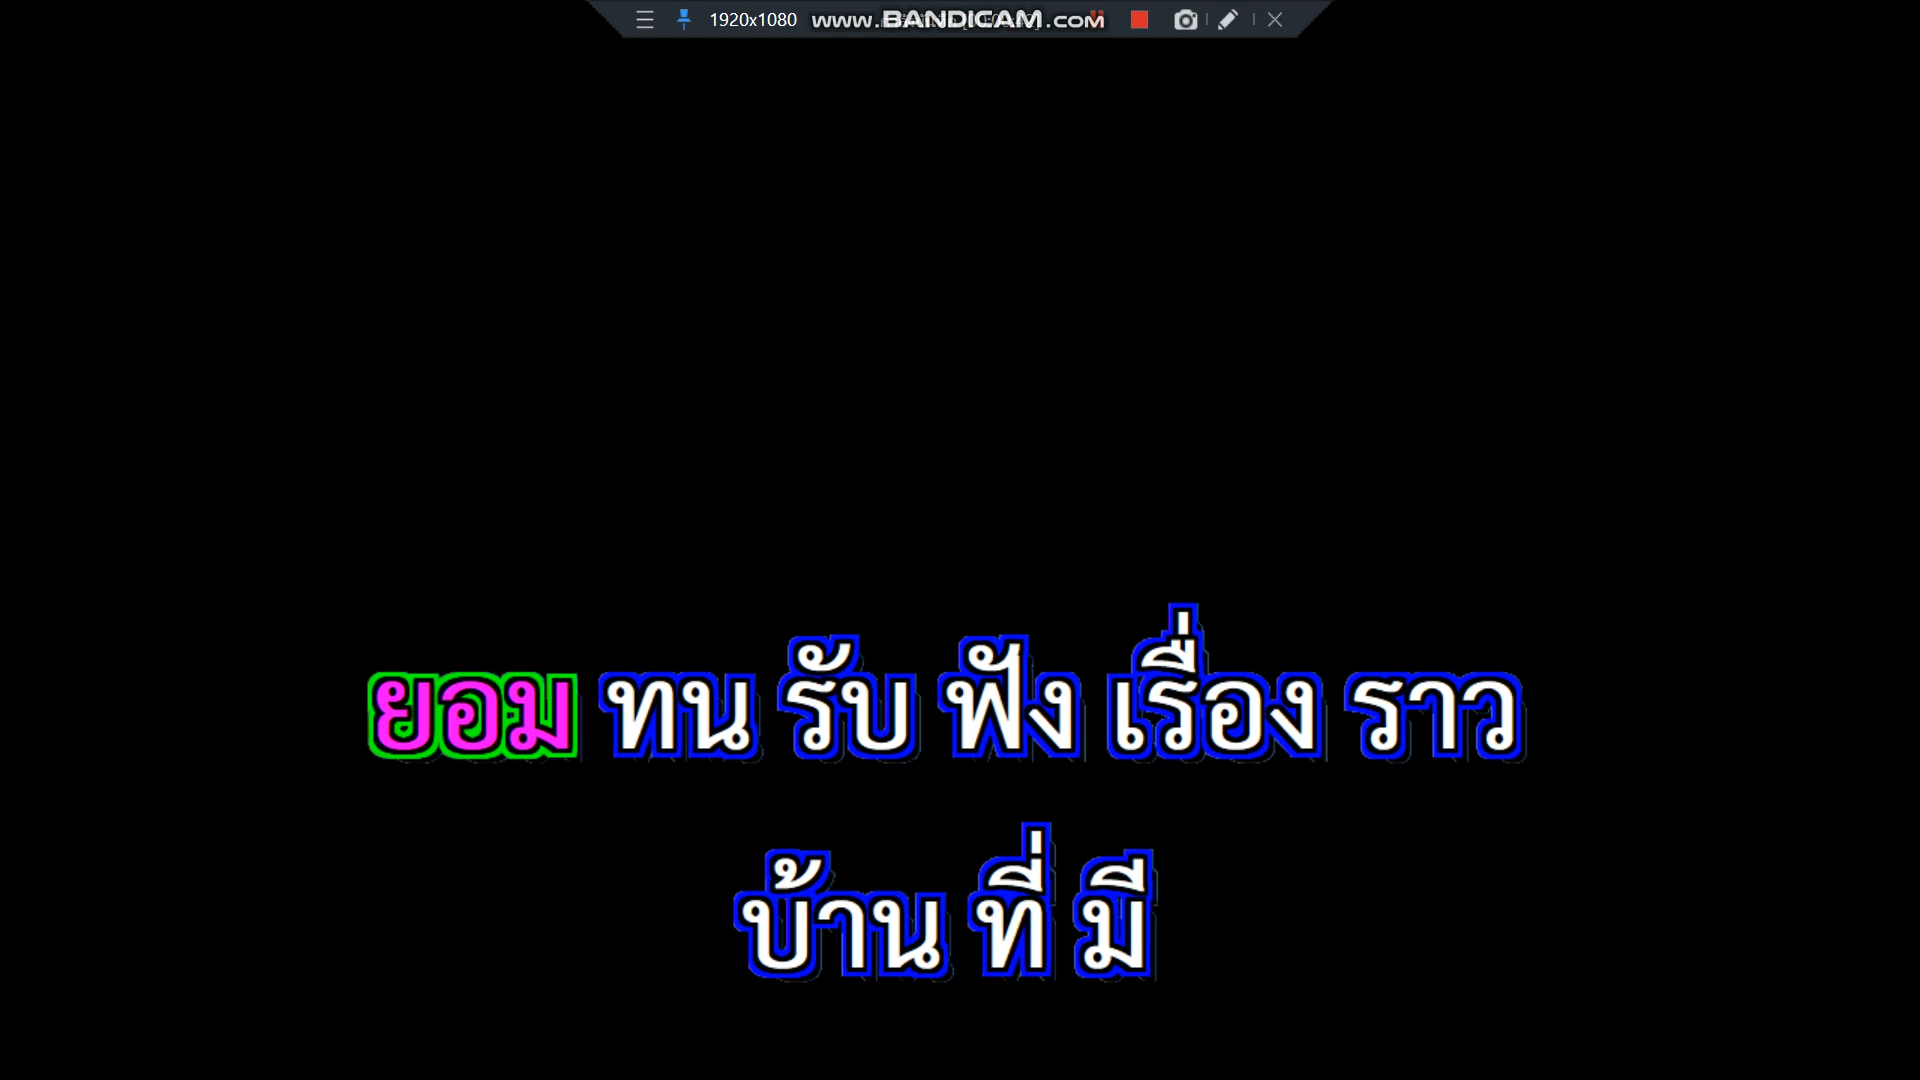 1920x1080 www.BANDICAM.com
ยอม ทน รับ ฟัง เรื่อง ราว
บ้าน ที่ มี